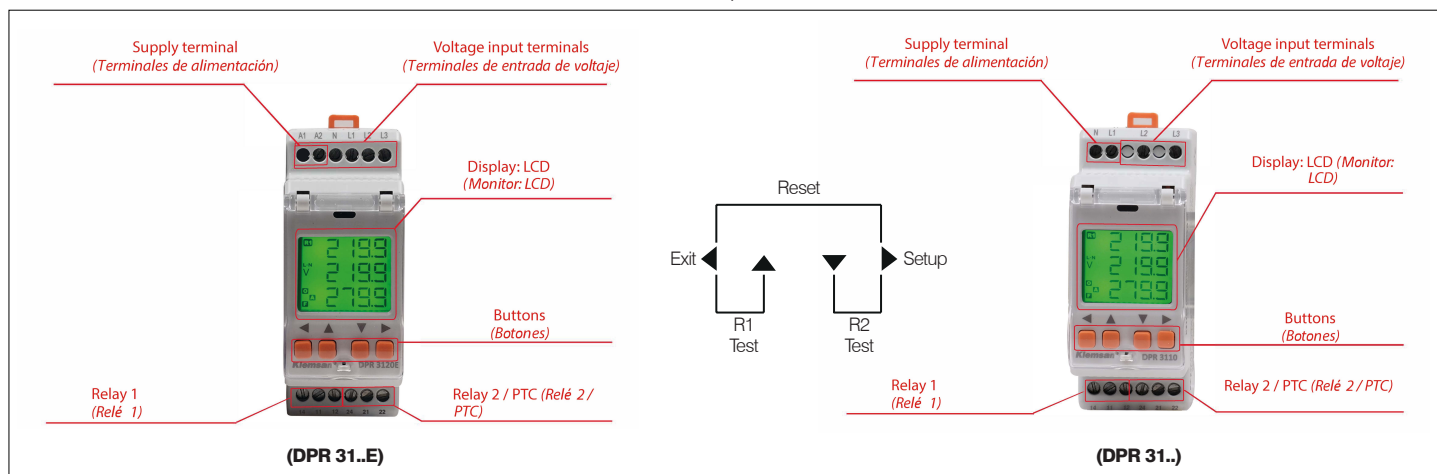 Supply terminal
(Terminales de alimentación)
Voltage input terminals
(Terminales de entrada de voltaje)
A1 A2 N L1 L2 L3
Display: LCD
(Monitor: LCD)
219.9
219.9
279.9
Buttons
(Botones)
Klemsan DPR 3120E
Relay 1
(Relé 1)
Relay 2 / PTC (Relé 2 /
PTC)
21 22
(DPR 31..E)
Reset
Exit
Setup
R1
Test
R2
Test
Supply terminal
(Terminales de alimentación)
Voltage input terminals
(Terminales de entrada de voltaje)
N L1 L2 L3
Display: LCD (Monitor:
LCD)
219.9
219.9
279.9
Buttons
(Botones)
Klemsan DPR 3110
Relay 1
(Relé 1)
Relay 2 / PTC (Relé 2 / PTC)
(DPR 31..)